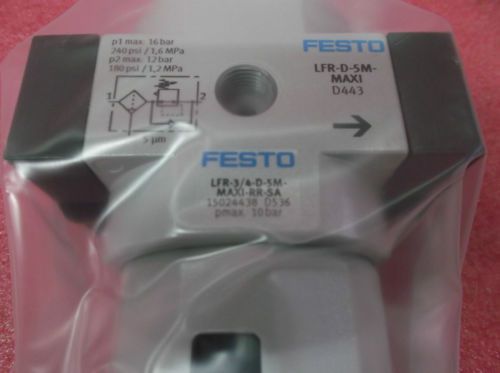 p1 max: 16 bar
240 psi / 1,6 MPa
p2 max: 12 bar
180 psi / 1,2 MPa
1
2
5 µm
FESTO
LFR-D-5M-
MAXI
D443
FESTO
LFR-3/4-D-5M-
MAXI-RR-SA
15024438 D536
pmax. 10 bar